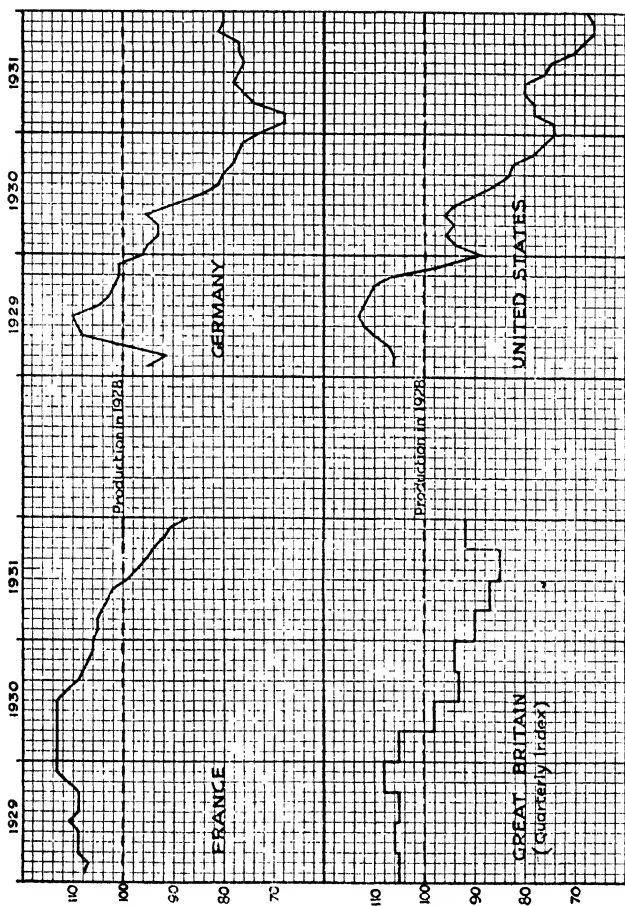 1929 1930 1931 1929 1930 1931
110
100
90
80
70
Production in 1928
FRANCE
GERMANY
110
100
90
80
70
Production in 1928
GREAT BRITAIN
(Quarterly Index)
UNITED STATES